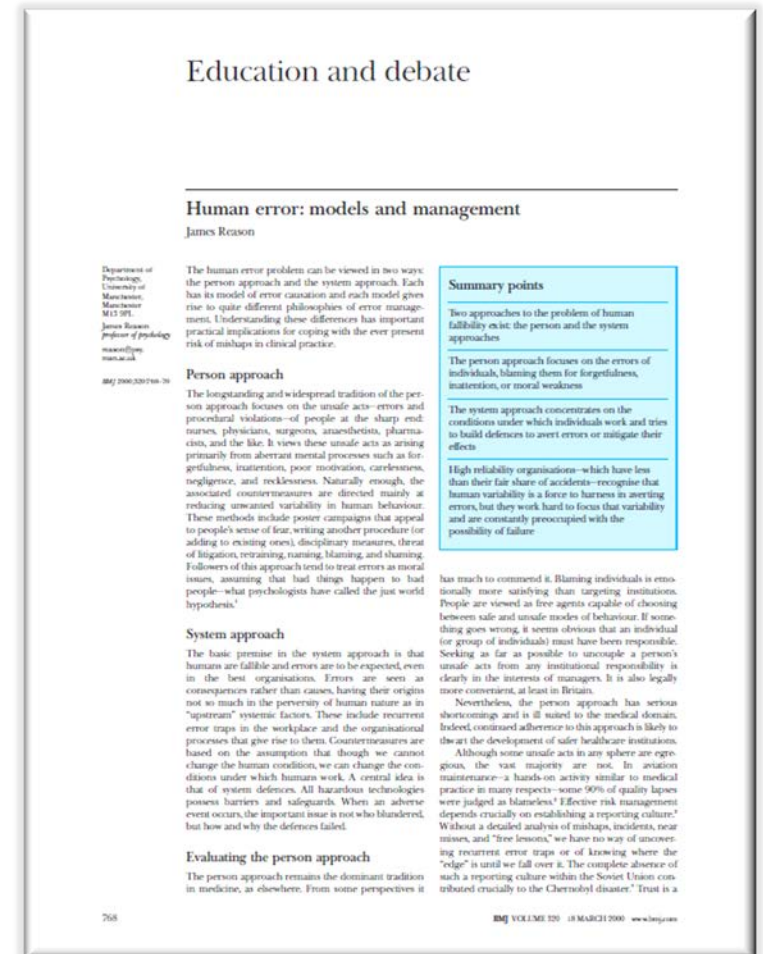 Education and debate
Human error: models and management
James Reason
Department of
Psychology,
University of
Manchester,
Manchester
M13 9PL
James Reason
professor of psychology
reason@psy.
man.ac.uk
BMJ 2000;320:768–70
The human error problem can be viewed in two ways:
the person approach and the system approach. Each
has its model of error causation and each model gives
rise to quite different philosophies of error manage-
ment. Understanding these differences has important
practical implications for coping with the ever present
risk of mishaps in clinical practice.
Person approach
The longstanding and widespread tradition of the per-
son approach focuses on the unsafe acts—errors and
procedural violations—of people at the sharp end:
nurses, physicians, surgeons, anaesthetists, pharma-
cists, and the like. It views these unsafe acts as arising
primarily from aberrant mental processes such as for-
getfulness, inattention, poor motivation, carelessness,
negligence, and recklessness. Naturally enough, the
associated countermeasures are directed mainly at
reducing unwanted variability in human behaviour.
These methods include poster campaigns that appeal
to people's sense of fear, writing another procedure (or
adding to existing ones), disciplinary measures, threat
of litigation, retraining, naming, blaming, and shaming.
Followers of this approach tend to treat errors as moral
issues, assuming that bad things happen to bad
people—what psychologists have called the just world
hypothesis.¹
System approach
The basic premise in the system approach is that
humans are fallible and errors are to be expected, even
in the best organisations. Errors are seen as
consequences rather than causes, having their origins
not so much in the perversity of human nature as in
"upstream" systemic factors. These include recurrent
error traps in the workplace and the organisational
processes that give rise to them. Countermeasures are
based on the assumption that though we cannot
change the human condition, we can change the con-
ditions under which humans work. A central idea is
that of system defences. All hazardous technologies
possess barriers and safeguards. When an adverse
event occurs, the important issue is not who blundered,
but how and why the defences failed.
Evaluating the person approach
The person approach remains the dominant tradition
in medicine, as elsewhere. From some perspectives it
Summary points
Two approaches to the problem of human
fallibility exist: the person and the system
approaches
The person approach focuses on the errors of
individuals, blaming them for forgetfulness,
inattention, or moral weakness
The system approach concentrates on the
conditions under which individuals work and tries
to build defences to avert errors or mitigate their
effects
High reliability organisations—which have less
than their fair share of accidents—recognise that
human variability is a force to harness in averting
errors, but they work hard to focus that variability
and are constantly preoccupied with the
possibility of failure
has much to commend it. Blaming individuals is emo-
tionally more satisfying than targeting institutions.
People are viewed as free agents capable of choosing
between safe and unsafe modes of behaviour. If some-
thing goes wrong, it seems obvious that an individual
(or group of individuals) must have been responsible.
Seeking as far as possible to uncouple a person's
unsafe acts from any institutional responsibility is
clearly in the interests of managers. It is also legally
more convenient, at least in Britain.
Nevertheless, the person approach has serious
shortcomings and is ill suited to the medical domain.
Indeed, continued adherence to this approach is likely to
thwart the development of safer healthcare institutions.
Although some unsafe acts in any sphere are egre-
gious, the vast majority are not. In aviation
maintenance—a hands-on activity similar to medical
practice in many respects—some 90% of quality lapses
were judged as blameless.² Effective risk management
depends crucially on establishing a reporting culture.³
Without a detailed analysis of mishaps, incidents, near
misses, and "free lessons," we have no way of uncover-
ing recurrent error traps or of knowing where the
"edge" is until we fall over it. The complete absence of
such a reporting culture within the Soviet Union con-
tributed crucially to the Chernobyl disaster.⁴ Trust is a
768
BMJ VOLUME 320 18 MARCH 2000 www.bmj.com